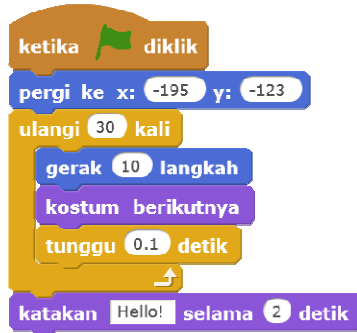 ketika diklik
pergi ke x: -195 y: -123
ulangi 30 kali
gerak 10 langkah
kostum berikutnya
tunggu 0.1 detik
katakan Hello! selama 2 detik